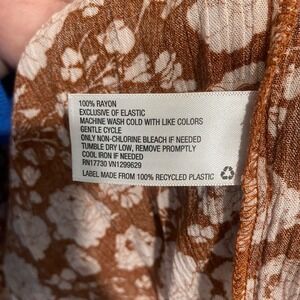 100% RAYON
EXCLUSIVE OF ELASTIC
MACHINE WASH COLD WITH LIKE COLORS
GENTLE CYCLE
ONLY NON-CHLORINE BLEACH IF NEEDED
TUMBLE DRY LOW, REMOVE PROMPTLY
COOL IRON IF NEEDED
RN17730 VN1299629
LABEL MADE FROM 100% RECYCLED PLASTIC